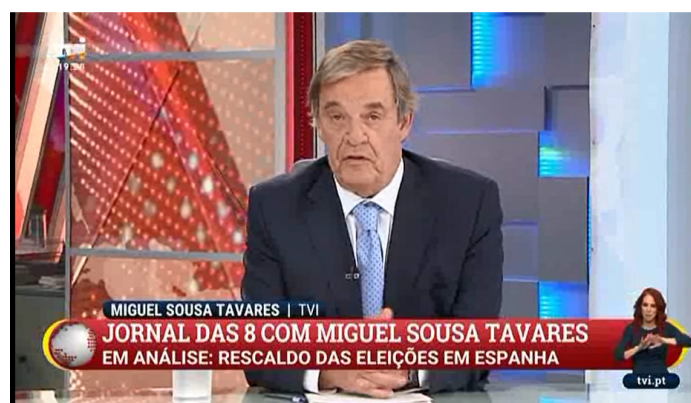 MIGUEL SOUSA TAVARES | TVI
JORNAL DAS 8 COM MIGUEL SOUSA TAVARES
EM ANÁLISE: RESCALDO DAS ELEIÇÕES EM ESPANHA
tvi.pt